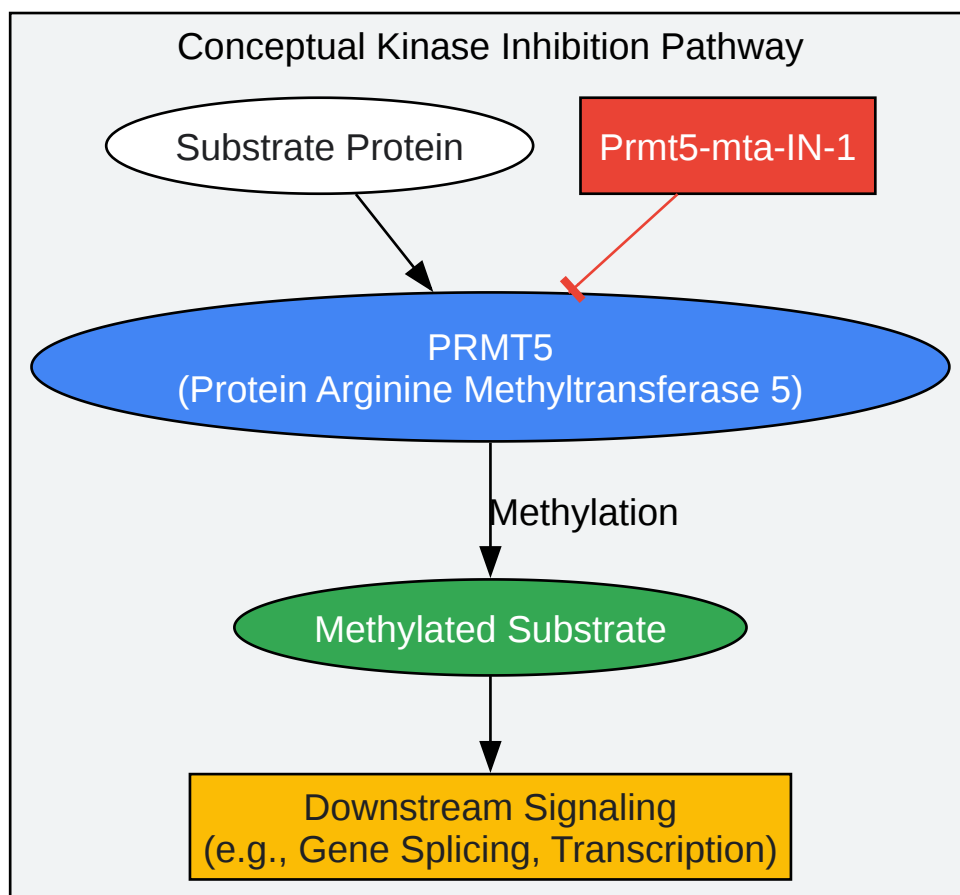 Conceptual Kinase Inhibition Pathway
Substrate Protein
Prmt5-mta-IN-1
PRMT5
(Protein Arginine Methyltransferase 5)
Methylation
Methylated Substrate
Downstream Signaling
(e.g., Gene Splicing, Transcription)